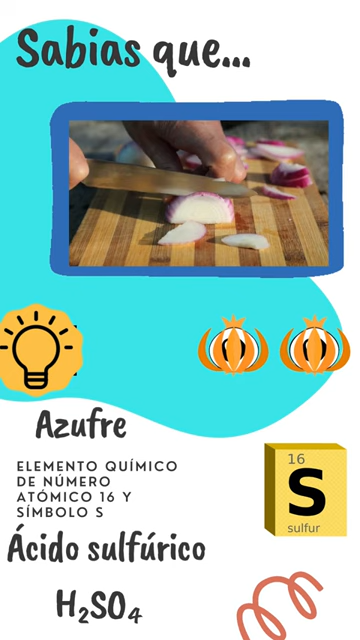 Sabias que...
Azufre
ELEMENTO QUÍMICO
DE NÚMERO
ATÓMICO 16 Y
SÍMBOLO S
16
S
sulfur
Ácido sulfúrico
H₂SO₄